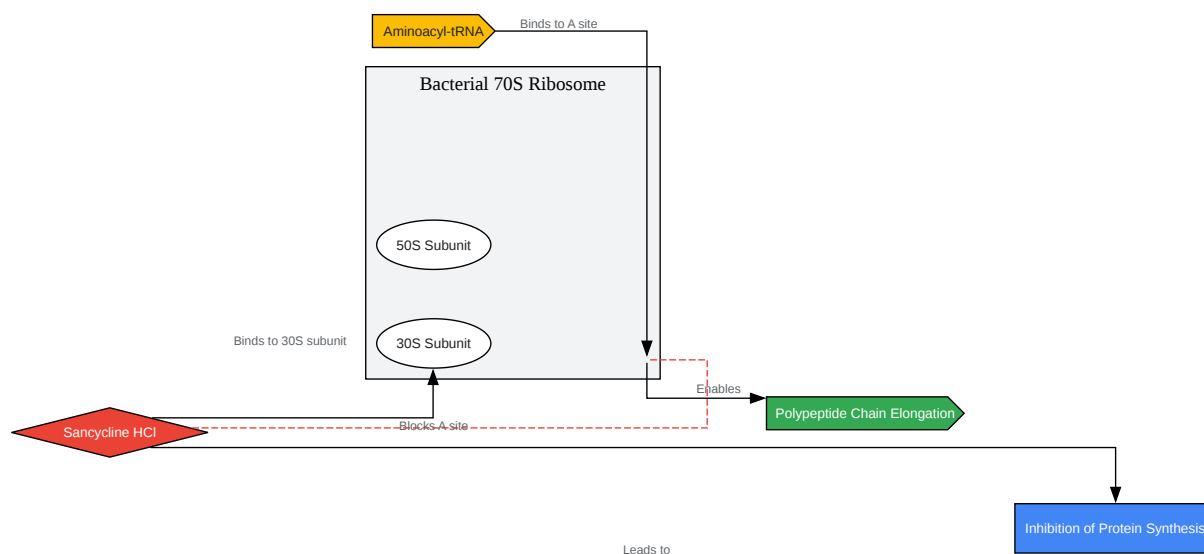 Aminoacyl-tRNA
Binds to A site
Bacterial 70S Ribosome
50S Subunit
Binds to 30S subunit
30S Subunit
Enables
Polypeptide Chain Elongation
Blocks A site
Sancycline HCl
Inhibition of Protein Synthesis
Leads to